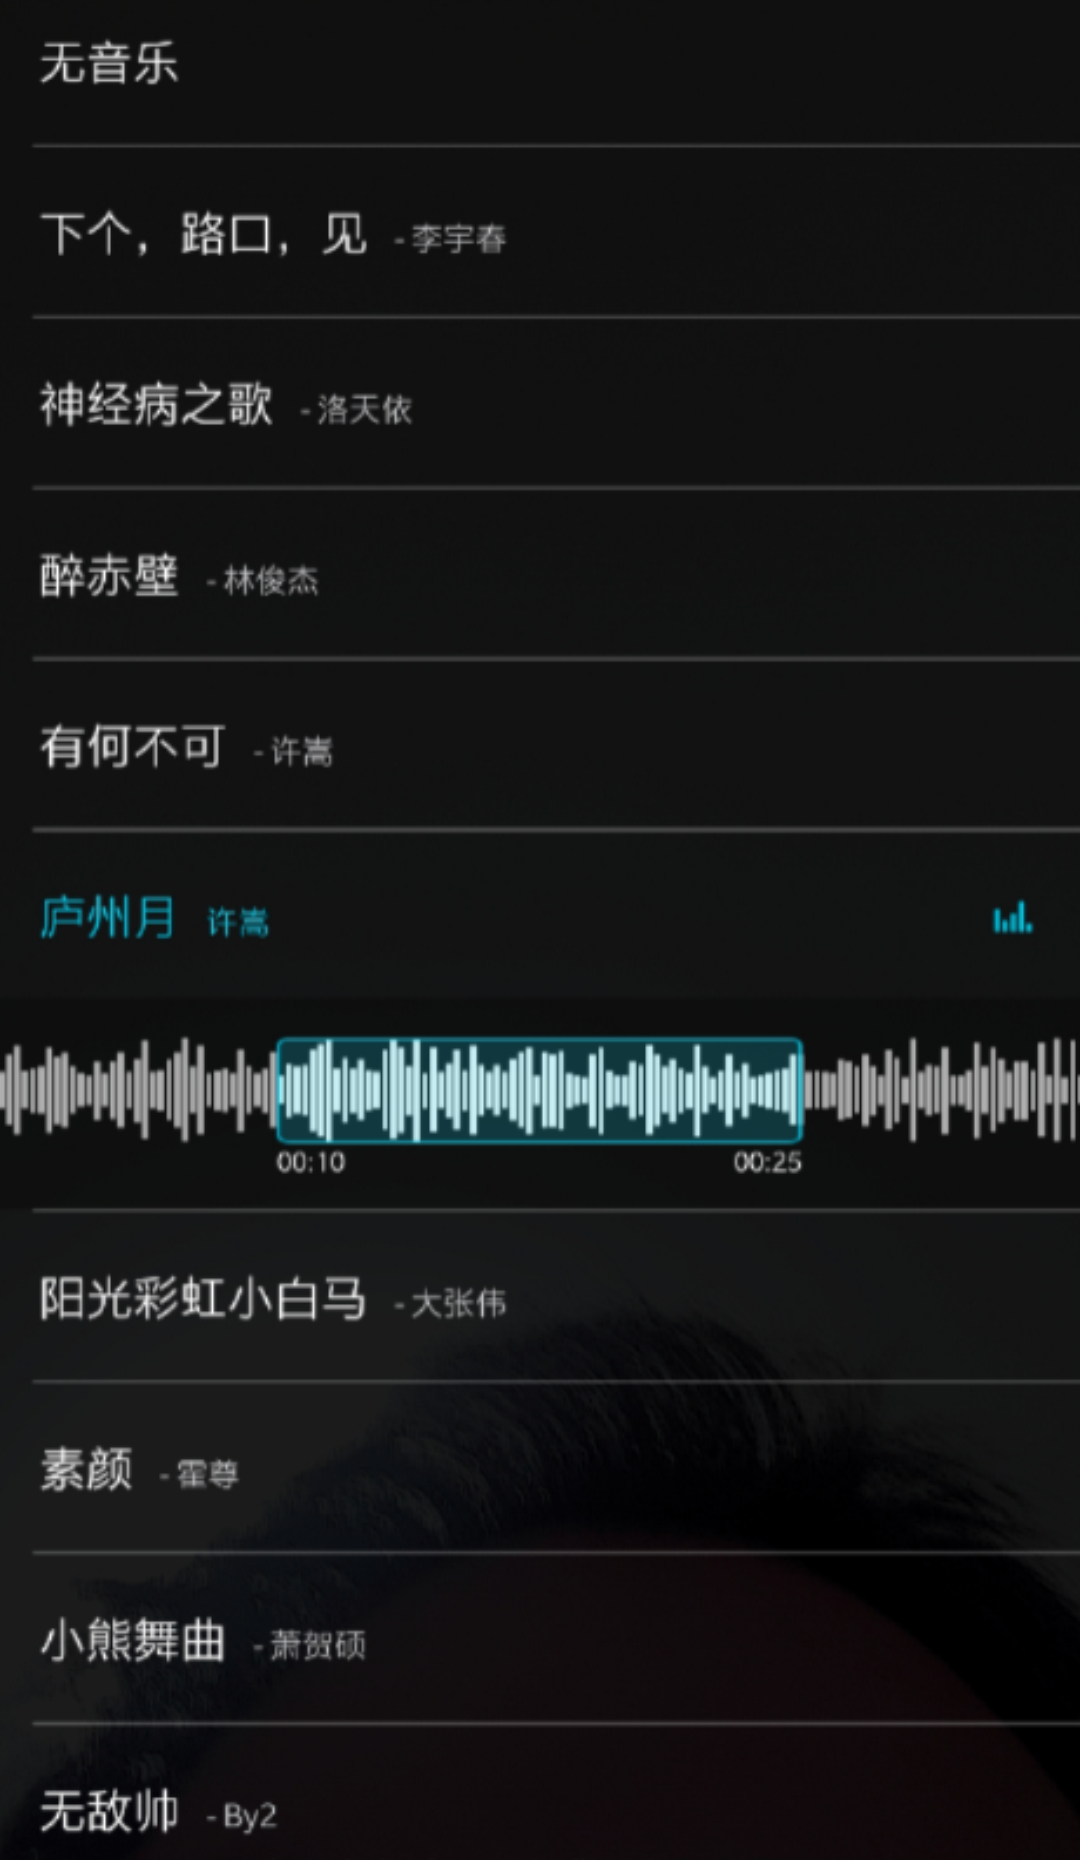 无音乐
下个，路口，见 - 李宇春
神经病之歌 - 洛天依
醉赤壁 - 林俊杰
有何不可 - 许嵩
庐州月 许嵩
00:10 00:25
阳光彩虹小白马 - 大张伟
素颜 - 霍尊
小熊舞曲 - 萧贺硕
无敌帅 - By2